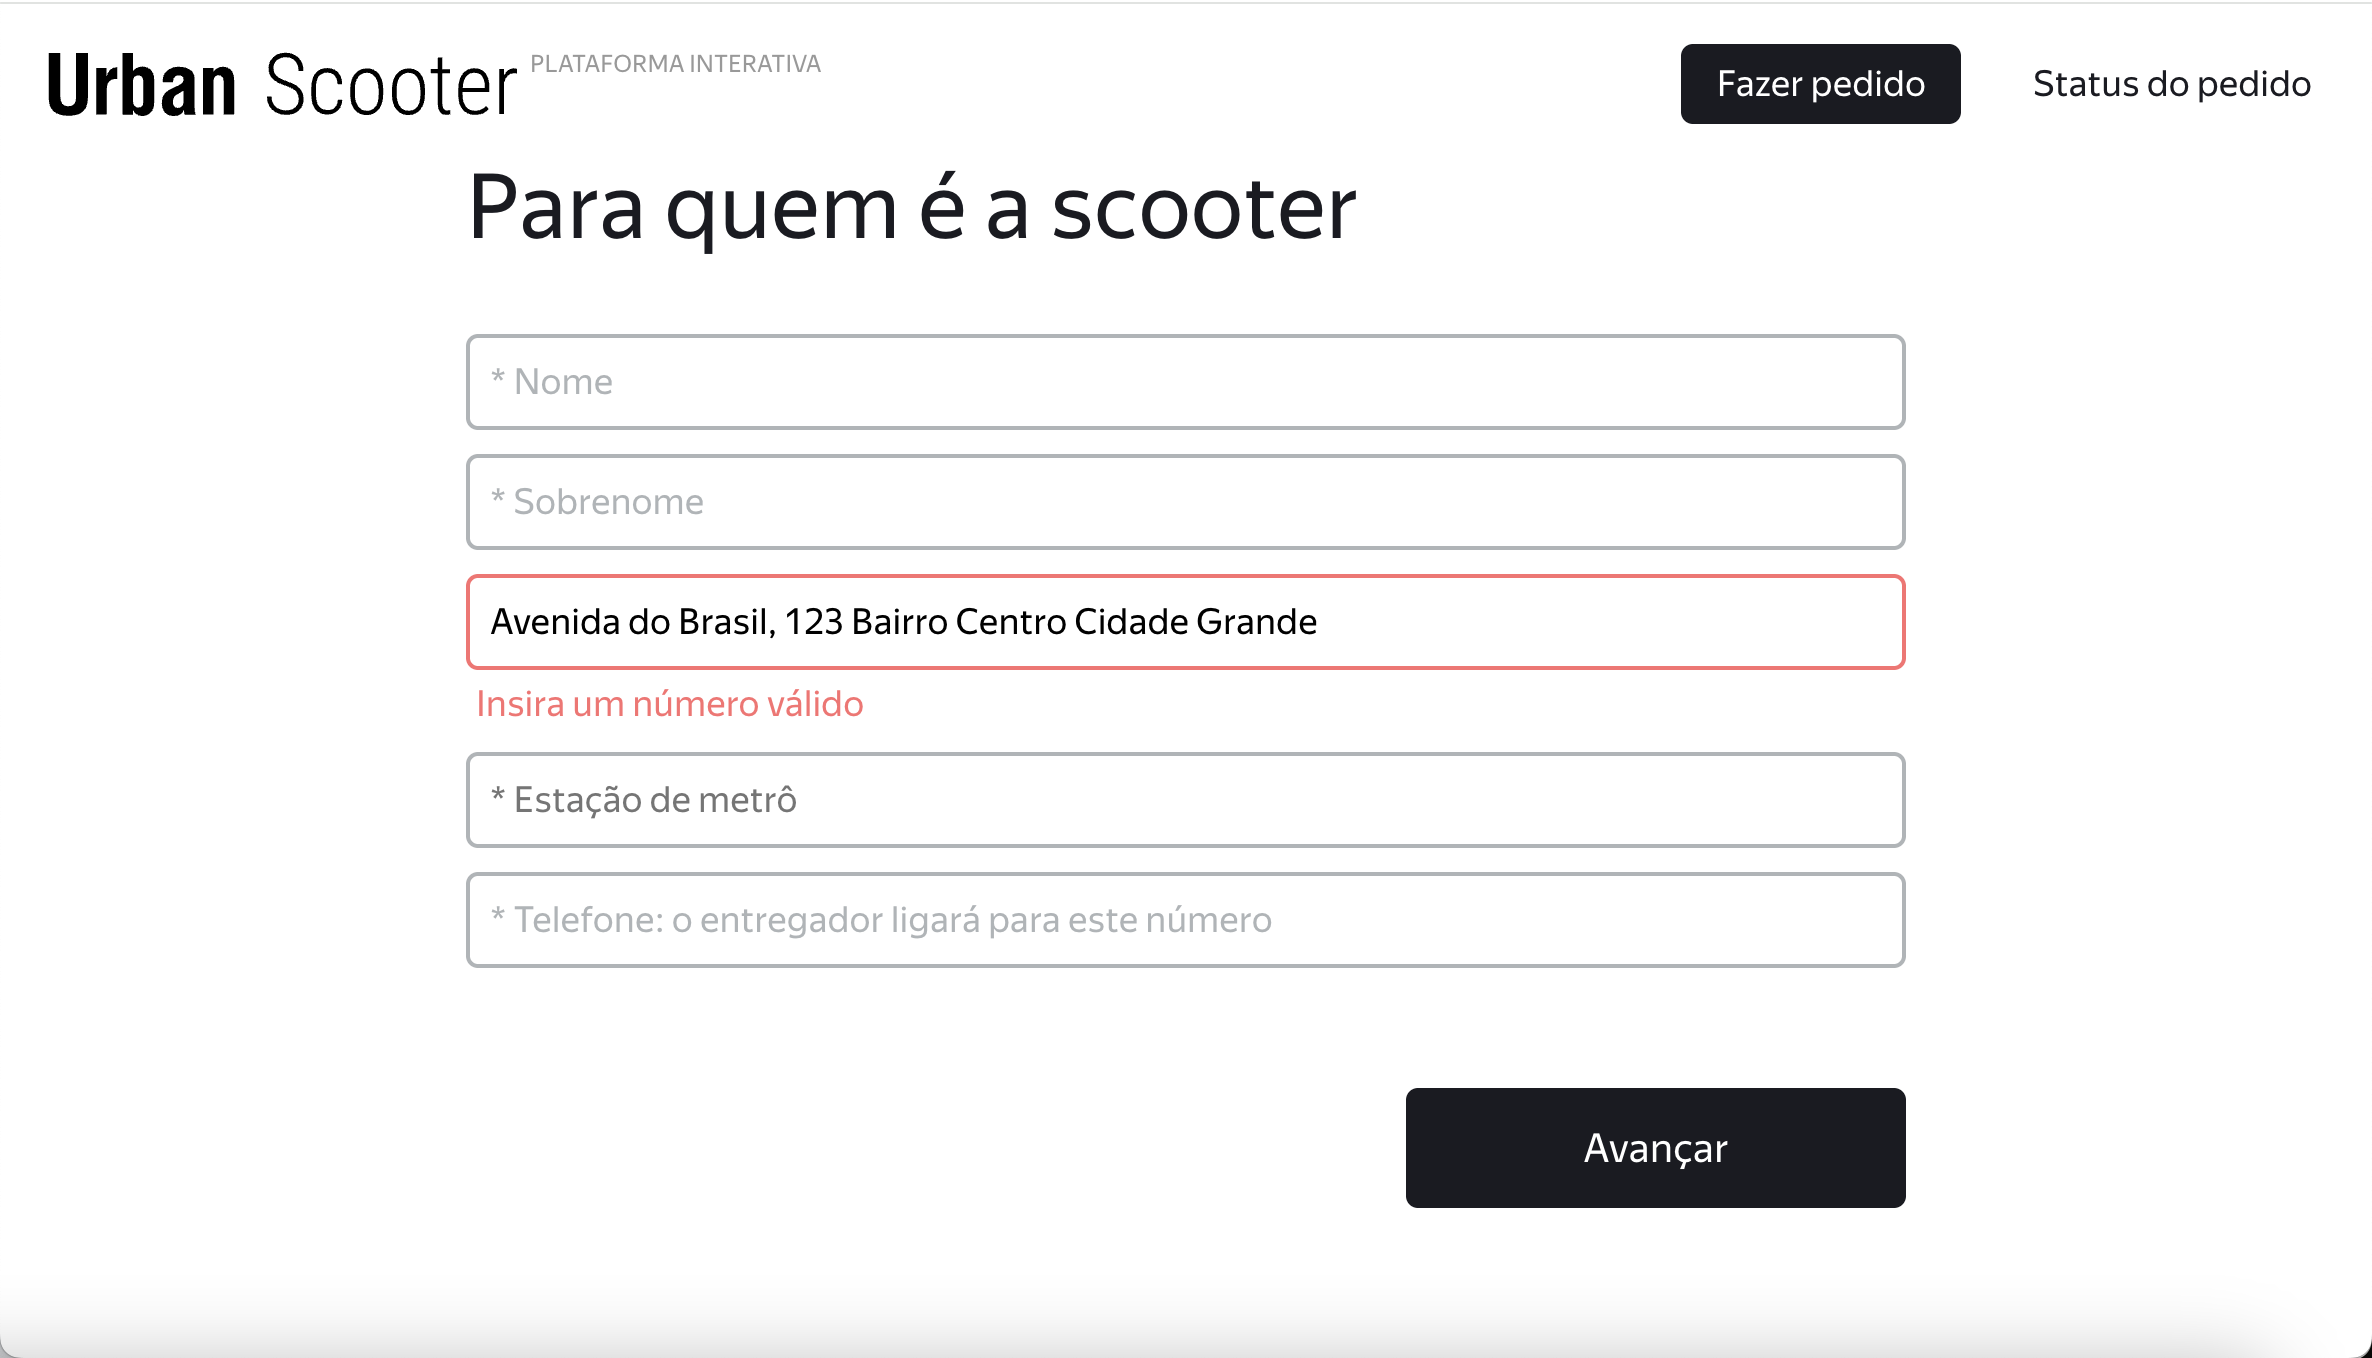 Urban Scooter PLATAFORMA INTERATIVA
Fazer pedido
Status do pedido
Para quem é a scooter
* Nome
* Sobrenome
Avenida do Brasil, 123 Bairro Centro Cidade Grande
Insira um número válido
* Estação de metrô
* Telefone: o entregador ligará para este número
Avançar